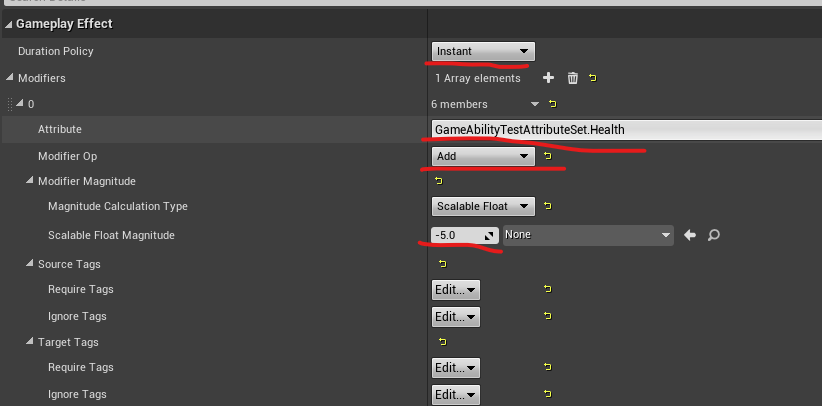 Gameplay Effect
Duration Policy Instant
Modifiers 1 Array elements
0 6 members
Attribute GameAbilityTestAttributeSet.Health
Modifier Op Add
Modifier Magnitude
Magnitude Calculation Type Scalable Float
Scalable Float Magnitude -5.0 None
Source Tags
Require Tags Edit...
Ignore Tags Edit...
Target Tags
Require Tags Edit...
Ignore Tags Edit...